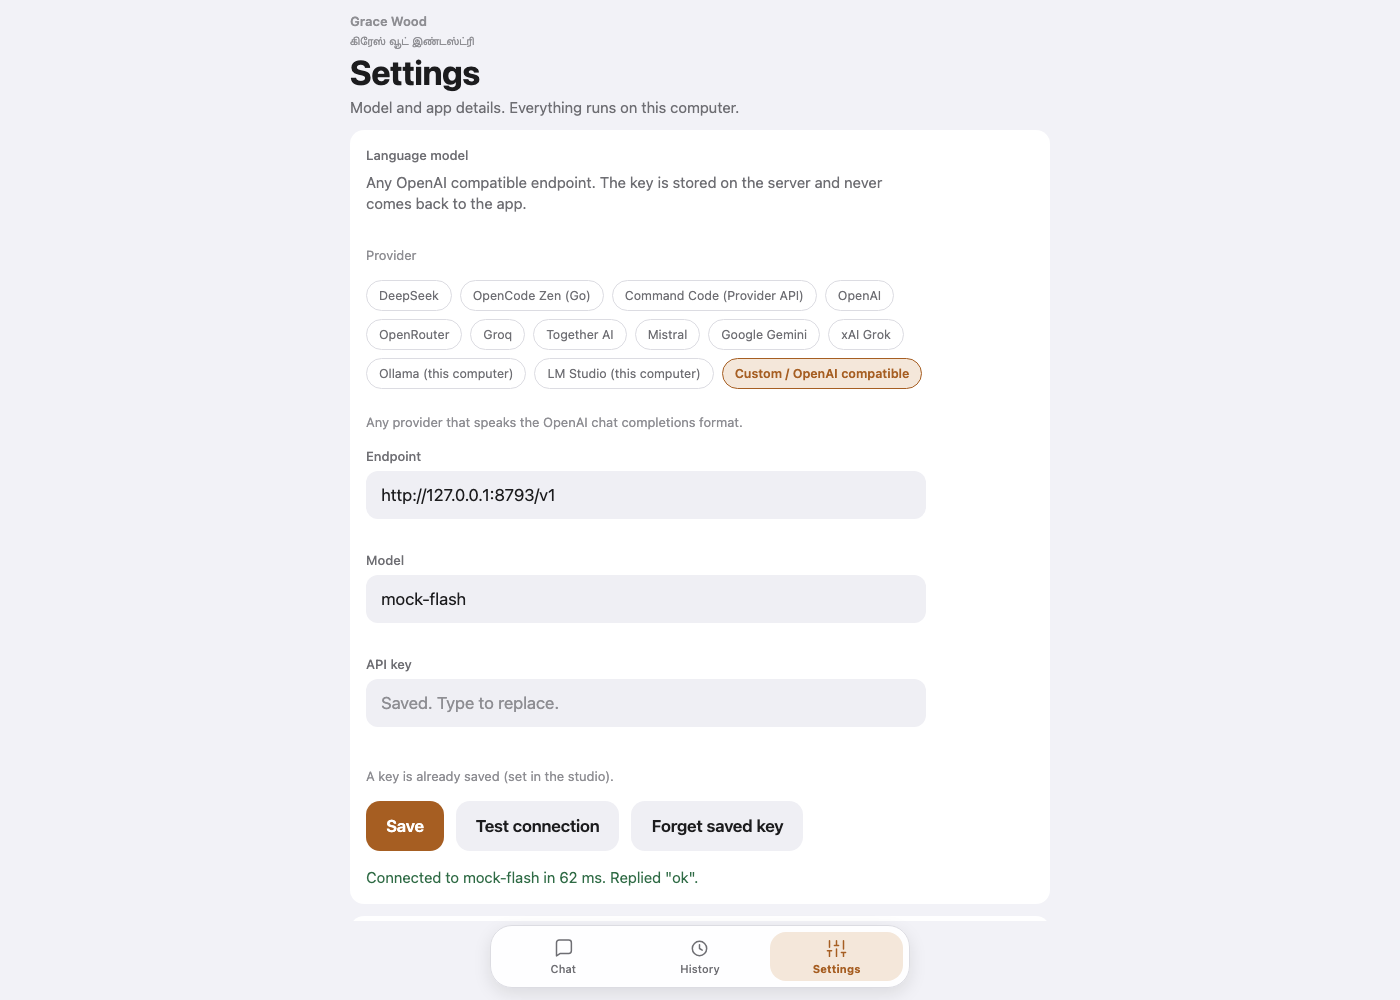 Grace Wood
கிரேஸ் வூட் இண்டஸ்ட்ரி
Settings
Model and app details. Everything runs on this computer.
Language model
Any OpenAI compatible endpoint. The key is stored on the server and never
comes back to the app.
Provider
DeepSeek
OpenCode Zen (Go)
Command Code (Provider API)
OpenAI
OpenRouter
Groq
Together AI
Mistral
Google Gemini
xAI Grok
Ollama (this computer)
LM Studio (this computer)
Custom / OpenAI compatible
Any provider that speaks the OpenAI chat completions format.
Endpoint
http://127.0.0.1:8793/v1
Model
mock-flash
API key
Saved. Type to replace.
A key is already saved (set in the studio).
Save
Test connection
Forget saved key
Connected to mock-flash in 62 ms. Replied "ok".
Chat
History
Settings